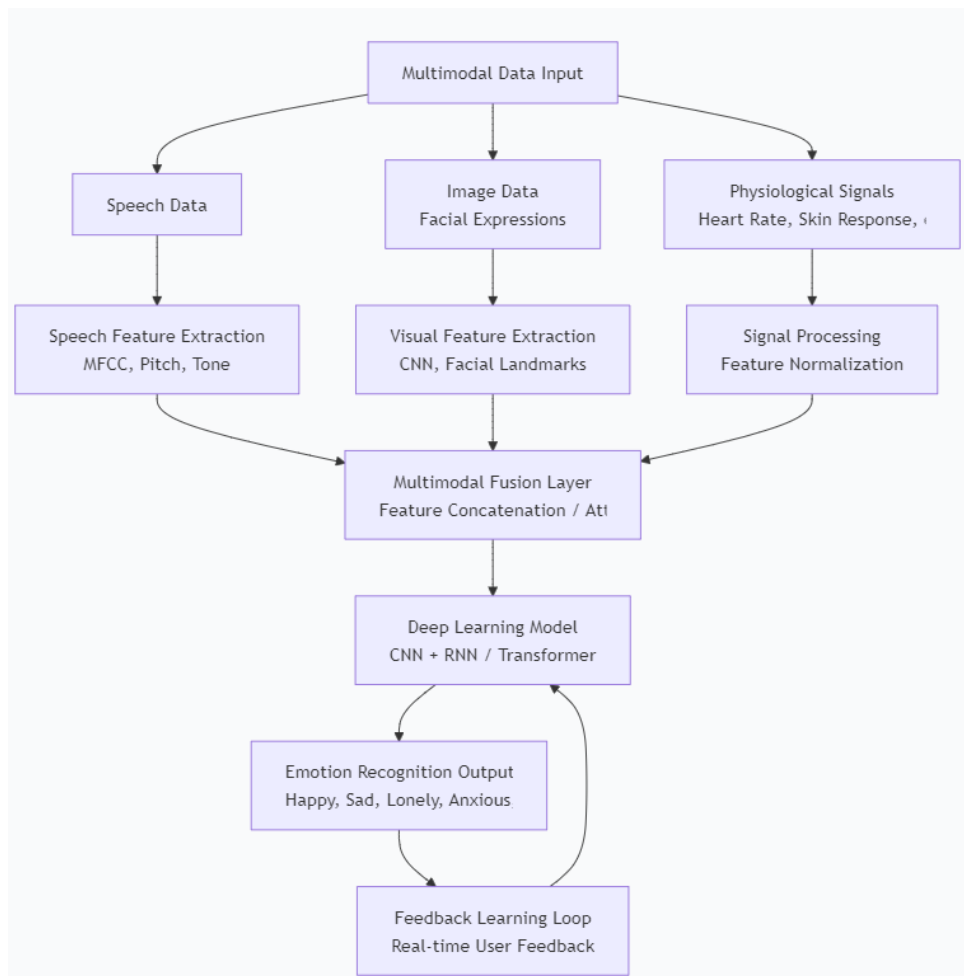 Multimodal Data Input
Speech Data
Image Data
Facial Expressions
Physiological Signals
Heart Rate, Skin Response,
Speech Feature Extraction
MFCC, Pitch, Tone
Visual Feature Extraction
CNN, Facial Landmarks
Signal Processing
Feature Normalization
Multimodal Fusion Layer
Feature Concatenation /
Deep Learning Model
CNN + RNN / Transformer
Emotion Recognition Output
Happy, Sad, Lonely, Anxious,
Feedback Learning Loop
Real-time User Feedback